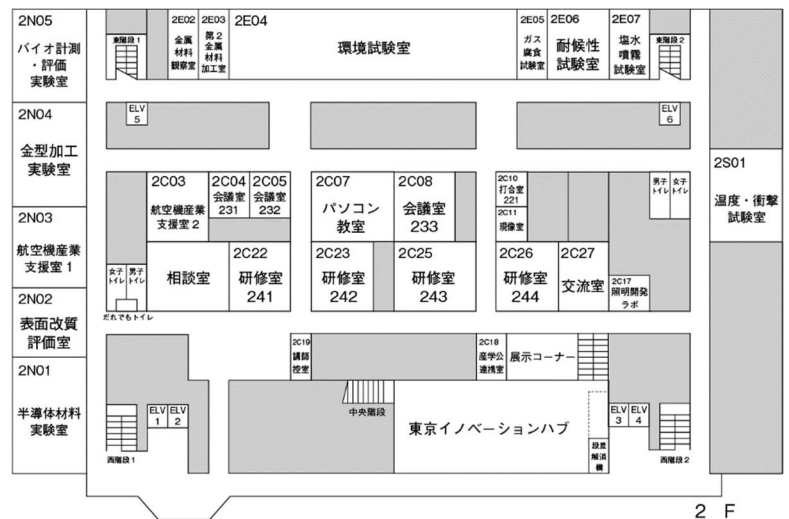 2N05
バイオ計測
・評価
実験室
2N04
金型加工
実験室
2N03
航空機産業
支援室1
2N02
表面改質
評価室
2N01
半導体材料
実験室
東階段1
2E02
金属
材料
観察室
2E03
第2
金属
材料
加工室
2E04
環境試験室
2E05
ガス
腐食
試験室
2E06
耐候性
試験室
2E07
塩水
噴霧
試験室
東階段2
ELV
5
ELV
6
2S01
温度・衝撃
試験室
2C03
航空機産業
支援室2
2C04
会議室
231
2C05
会議室
232
2C07
パソコン
教室
2C08
会議室
233
2C10
打合室
221
2C11
現像室
男子
トイレ
女子
トイレ
女子
トイレ
男子
トイレ
だれでもトイレ
相談室
2C22
研修室
241
2C23
研修室
242
2C25
研修室
243
2C26
研修室
244
2C27
交流室
2C17
照明開発
ラボ
2C19
講師
控室
2C18
産学公
連携室
展示コーナー
中央階段
東京イノベーションハブ
段差
解消
機
ELV
1
ELV
2
西階段1
ELV
3
ELV
4
西階段2
2 F